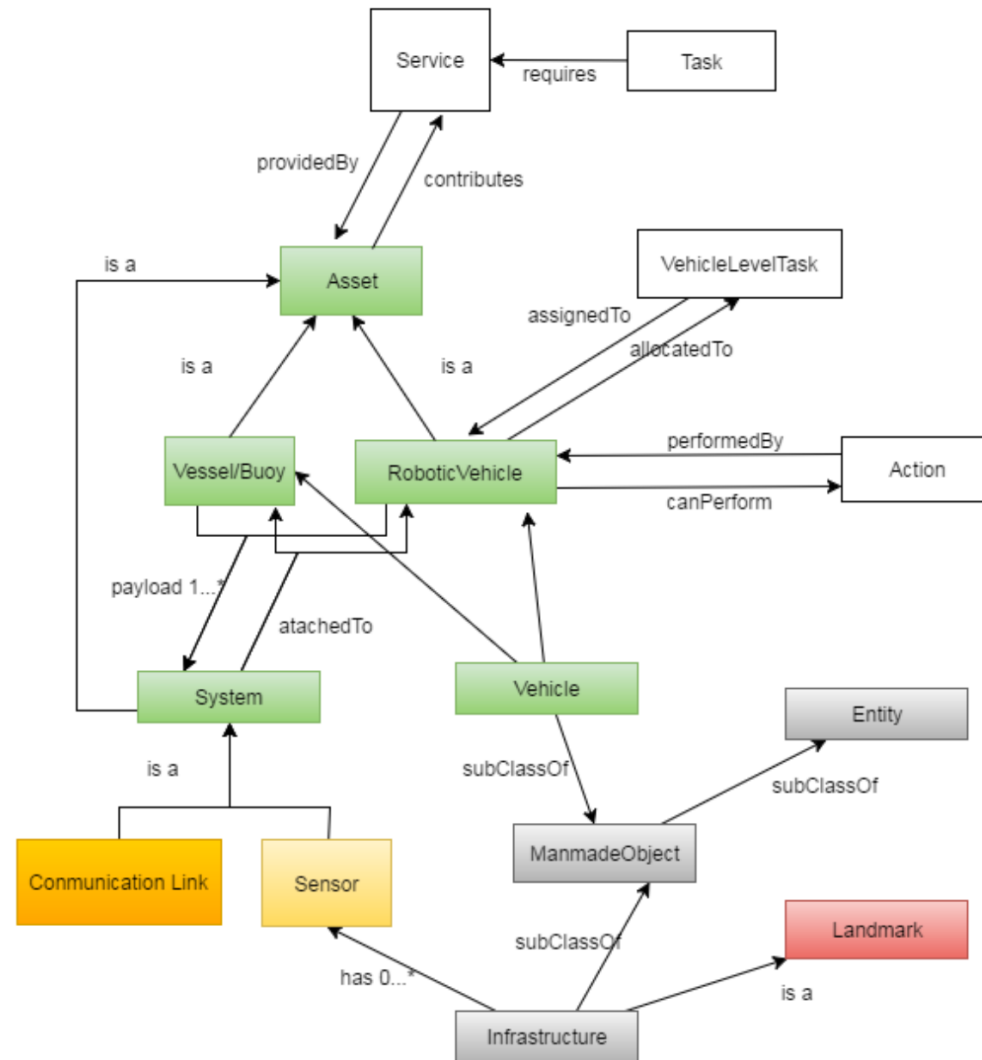 Service
Task
requires
providedBy
contributes
is a
Asset
VehicleLevelTask
assignedTo
allocatedTo
is a
is a
performedBy
Vessel/Buoy
RoboticVehicle
Action
canPerform
payload 1...*
atachedTo
System
Vehicle
Entity
is a
subClassOf
subClassOf
ManmadeObject
Conmunication Link
Sensor
Landmark
subClassOf
has 0...*
is a
Infrastructure